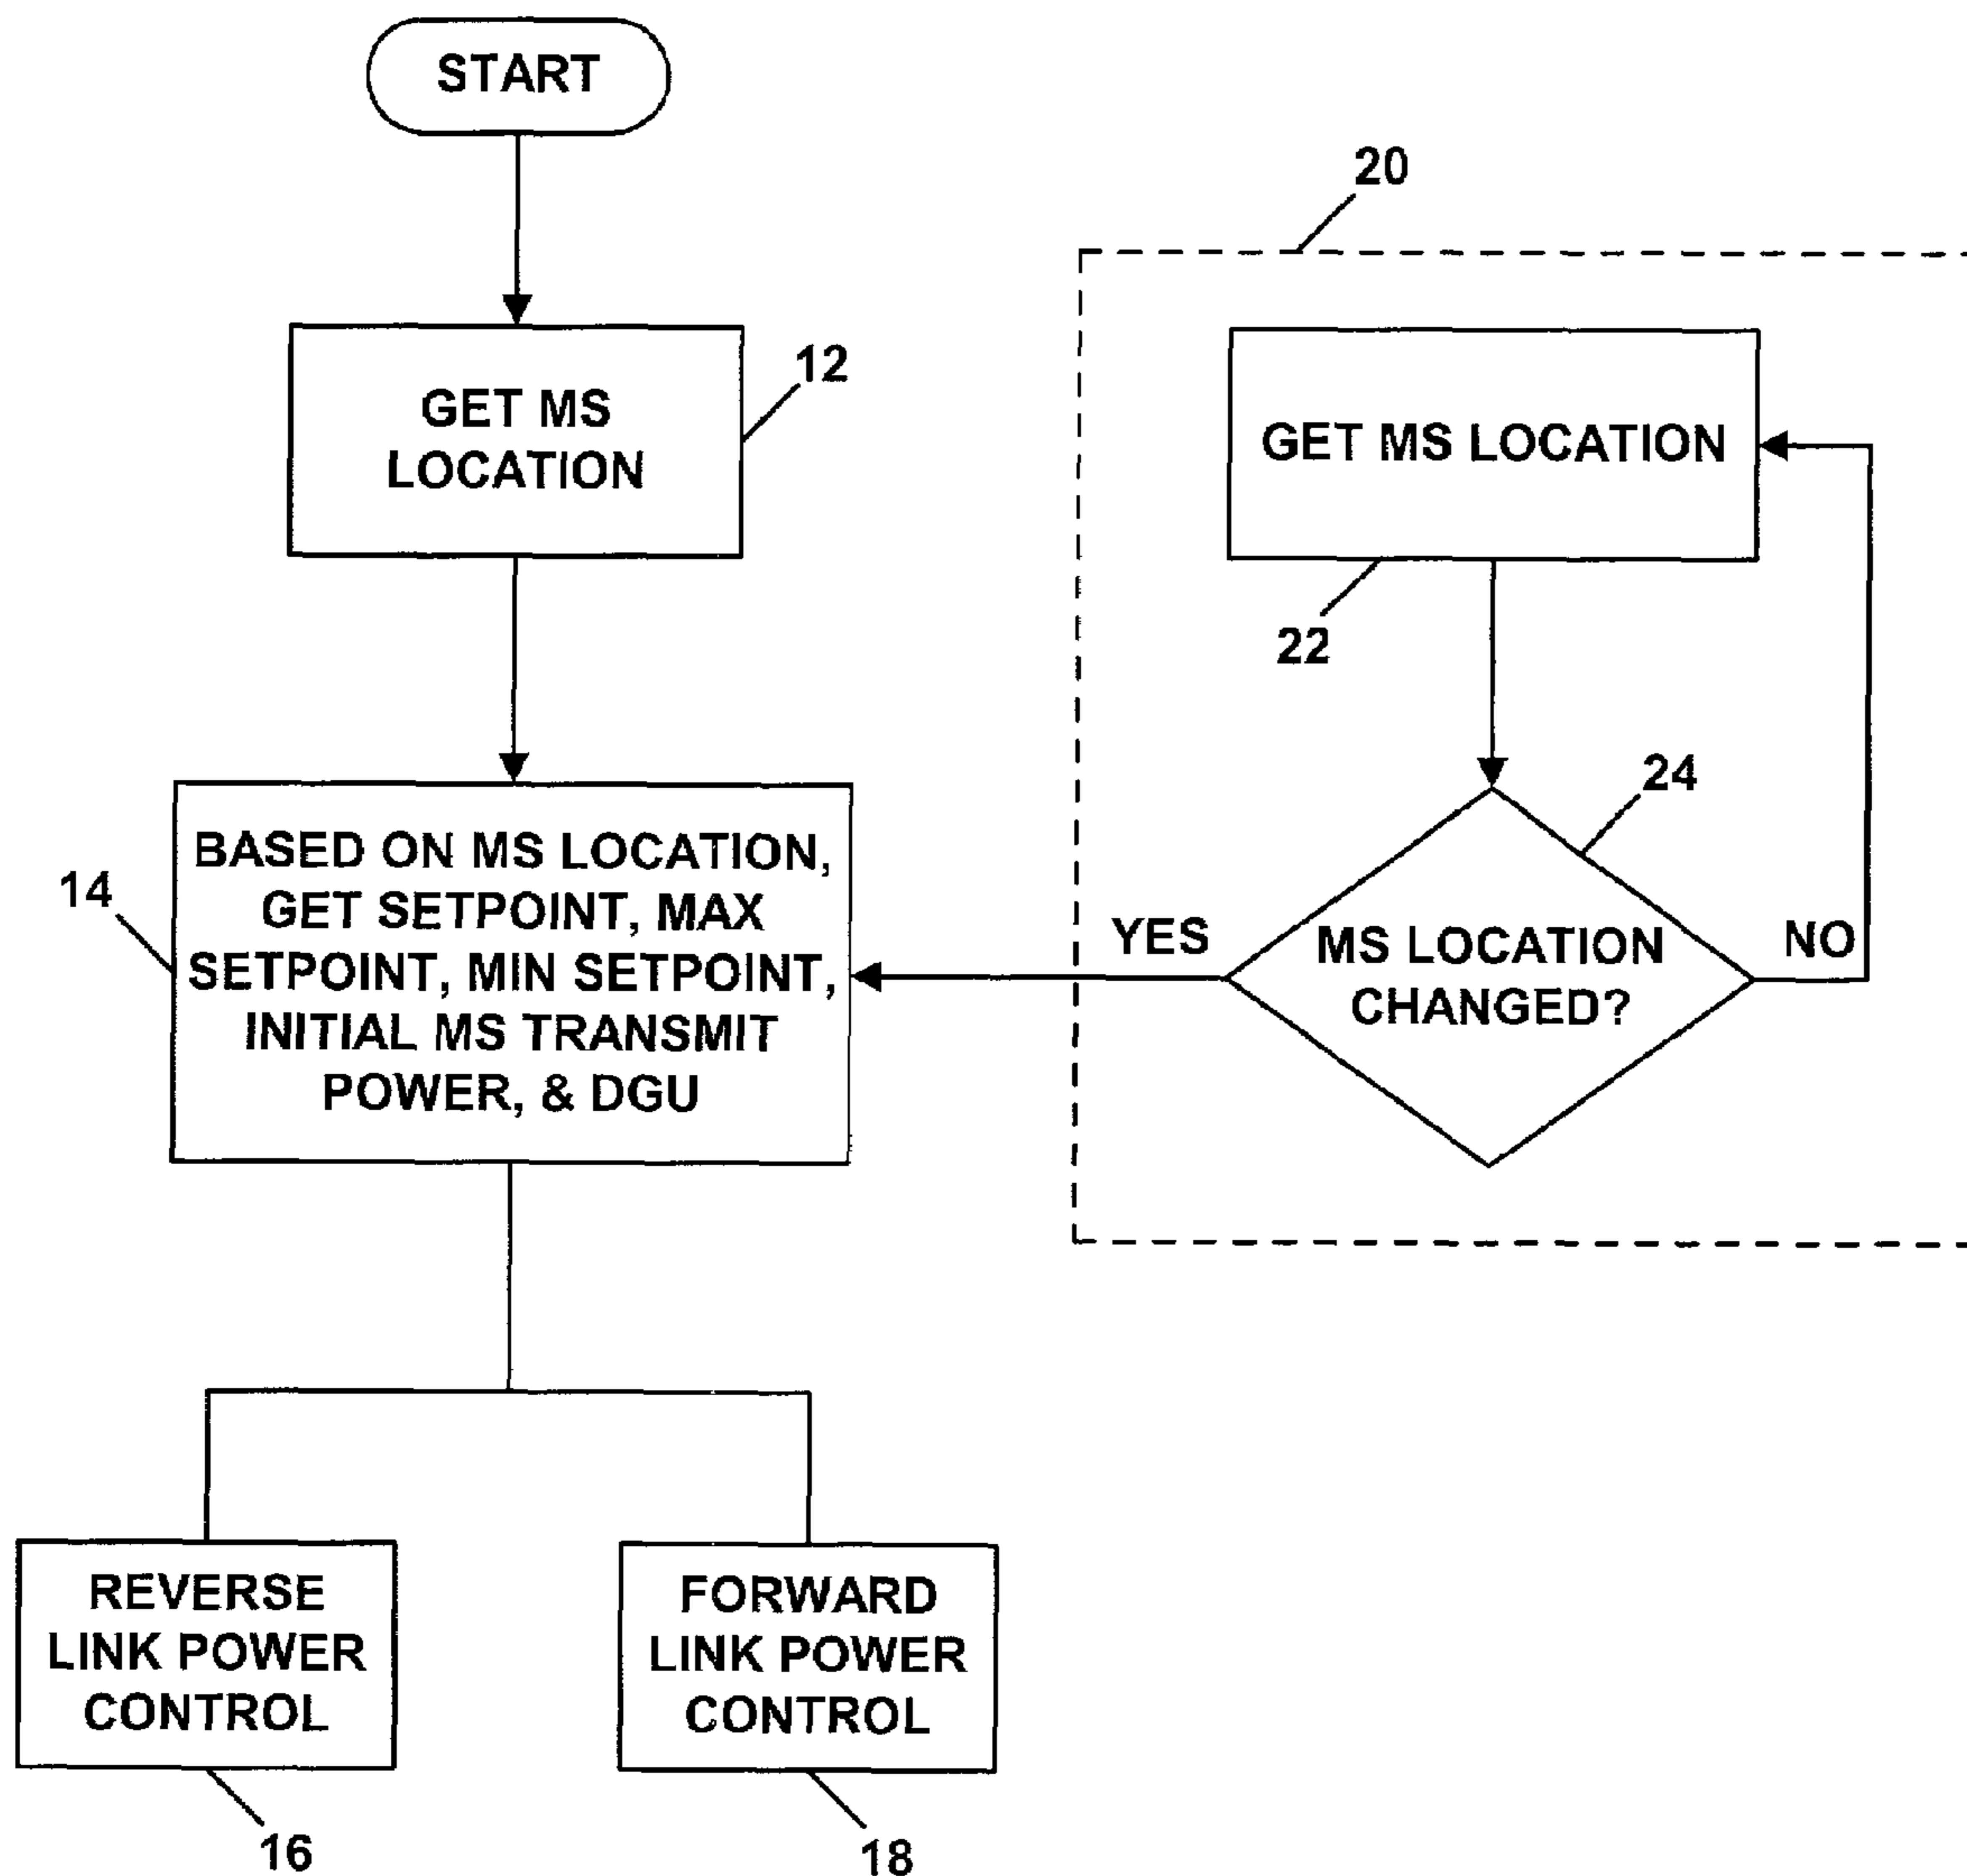 START
20
12
GET MS
LOCATION
GET MS LOCATION
22
24
14
BASED ON MS LOCATION,
GET SETPOINT, MAX
SETPOINT, MIN SETPOINT,
INITIAL MS TRANSMIT
POWER, & DGU
YES
MS LOCATION
CHANGED?
NO
REVERSE
LINK POWER
CONTROL
FORWARD
LINK POWER
CONTROL
16
18